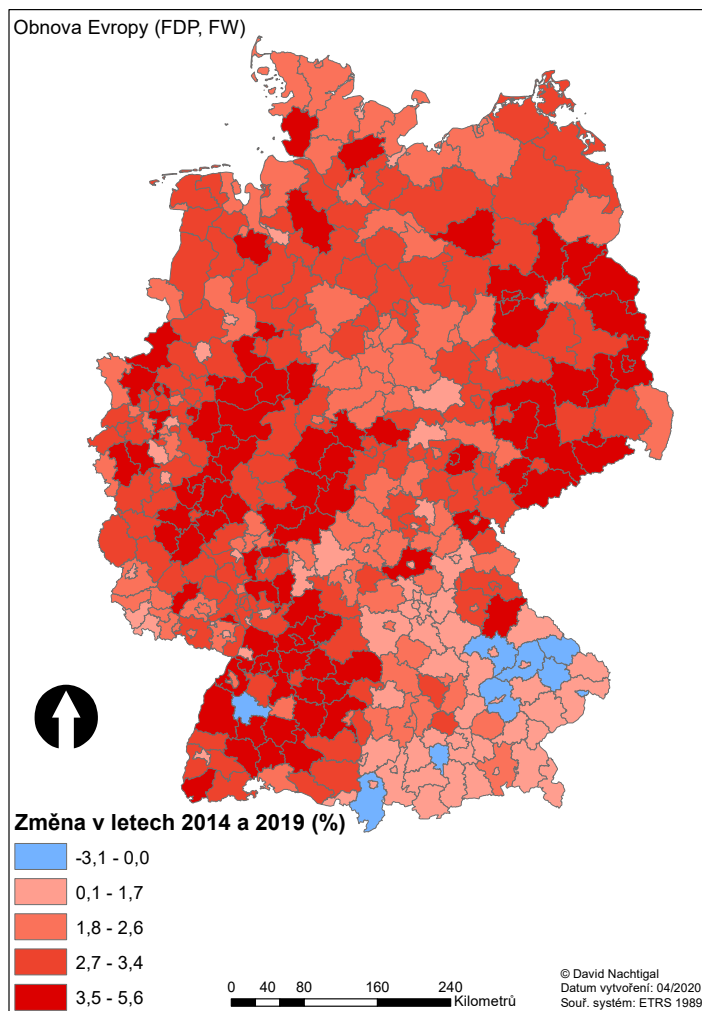 Obnova Evropy (FDP, FW)
Změna v letech 2014 a 2019 (%)
-3,1 - 0,0
0,1 - 1,7
1,8 - 2,6
2,7 - 3,4
3,5 - 5,6
0 40 80 160 240
Kilometrů
© David Nachtigal
Datum vytvoření: 04/2020
Souř. systém: ETRS 1989